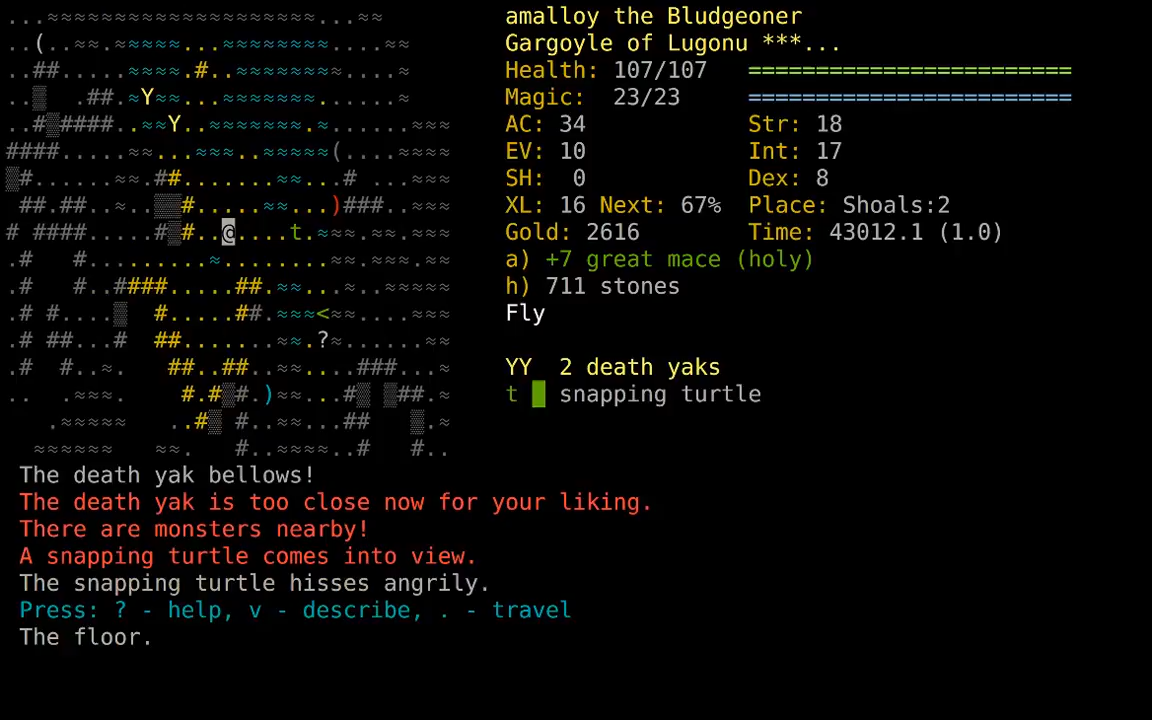 ...≈≈≈≈≈≈≈≈≈≈≈≈≈≈≈≈≈≈≈≈...≈≈
..(..≈≈.≈≈≈≈≈...≈≈≈≈≈≈≈≈....≈≈
..##.....≈≈≈≈.#..≈≈≈≈≈≈≈≈....≈
..▒  .##.≈Y≈≈...≈≈≈≈≈≈≈......≈
..#▒####..≈≈Y..≈≈≈≈≈≈≈.≈......≈≈≈
####.....≈≈...≈≈≈..≈≈≈≈≈(....≈≈≈≈
▒#......≈≈.##.......≈≈...# ...≈≈≈
 ##.##..≈..▒▒#.....≈≈...)###..≈≈≈
# ####.....#▒#..@....t.≈≈≈.≈≈.≈≈≈
.#   #.........≈........≈≈.≈≈≈.≈≈
.#   #..####.....##.≈≈...≈..≈≈≈≈≈
.# #....▒  #.....##.≈≈≈<≈≈....≈≈≈
.# ##...#  ##.......≈≈.?≈......≈≈
.#  #..≈.   ##..##..≈≈....###...≈
..  .≈≈≈.    #.#▒#.)≈≈...#▒ ▒##.≈
   .≈≈≈≈≈   ..#▒ #..≈≈...##   ▒.≈
  ≈≈≈≈≈≈   ≈≈.   #..≈≈≈≈..#   #..
amalloy the Bludgeoner
Gargoyle of Lugonu ***...
Health: 107/107 ========================
Magic:  23/23 ========================
AC: 34 Str: 18
EV: 10 Int: 17
SH:  0 Dex: 8
XL: 16 Next: 67% Place: Shoals:2
Gold: 2616 Time: 43012.1 (1.0)
a) +7 great mace (holy)
h) 711 stones
Fly
YY  2 death yaks
t   snapping turtle
The death yak bellows!
The death yak is too close now for your liking.
There are monsters nearby!
A snapping turtle comes into view.
The snapping turtle hisses angrily.
Press: ? - help, v - describe, . - travel
The floor.